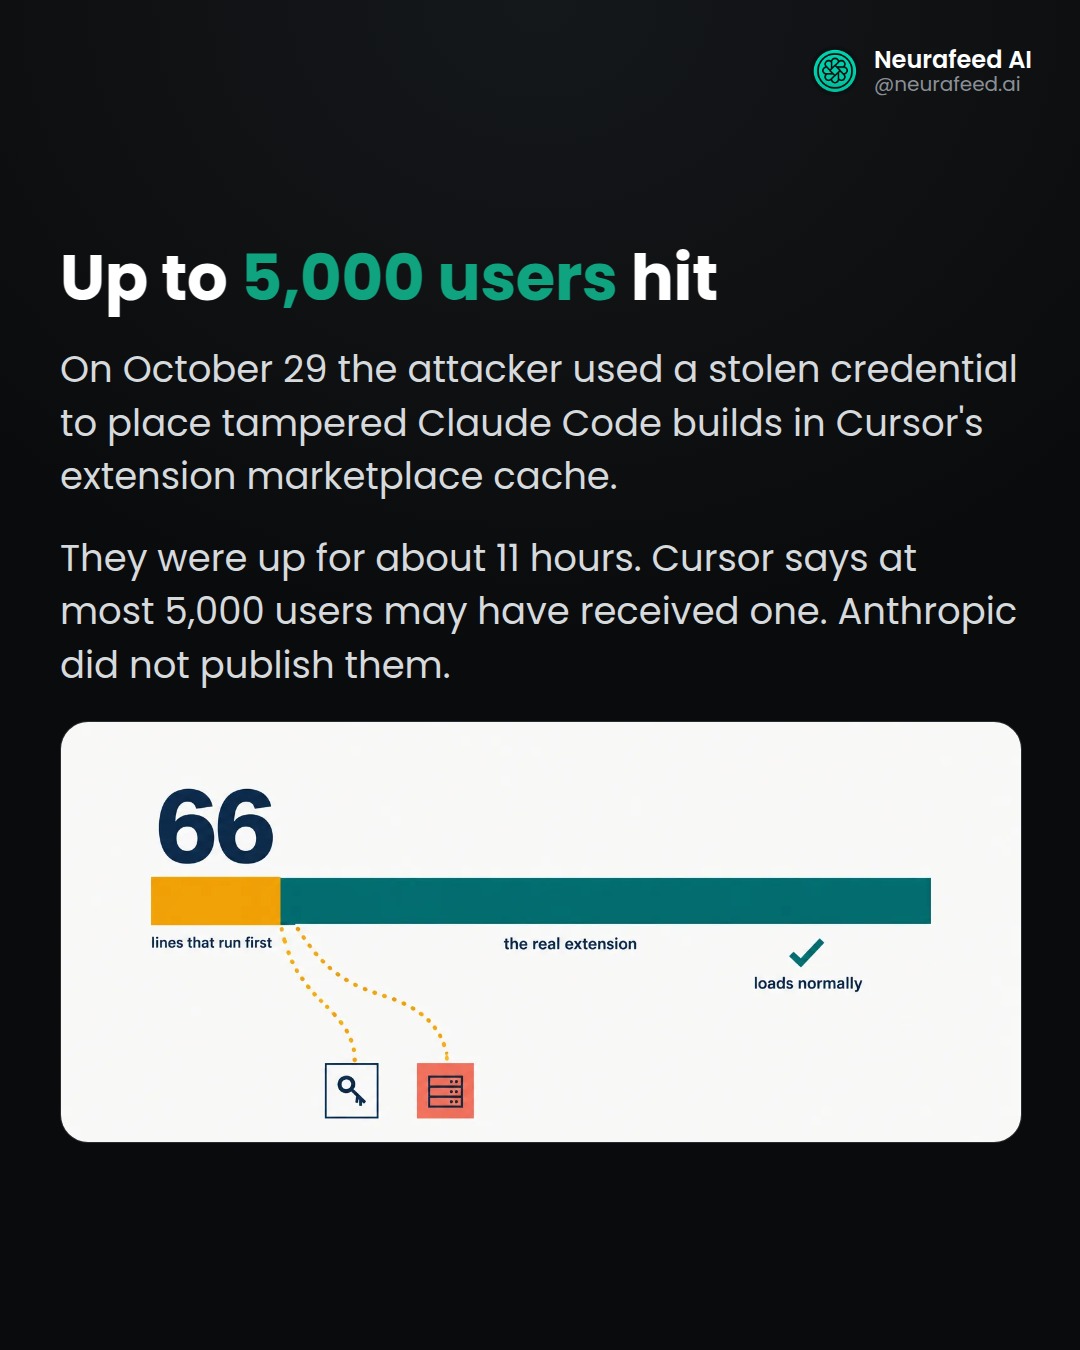 Neurafeed AI
@neurafeed.ai
Up to 5,000 users hit
On October 29 the attacker used a stolen credential
to place tampered Claude Code builds in Cursor's
extension marketplace cache.
They were up for about 11 hours. Cursor says at
most 5,000 users may have received one. Anthropic
did not publish them.
66
lines that run first
the real extension
loads normally